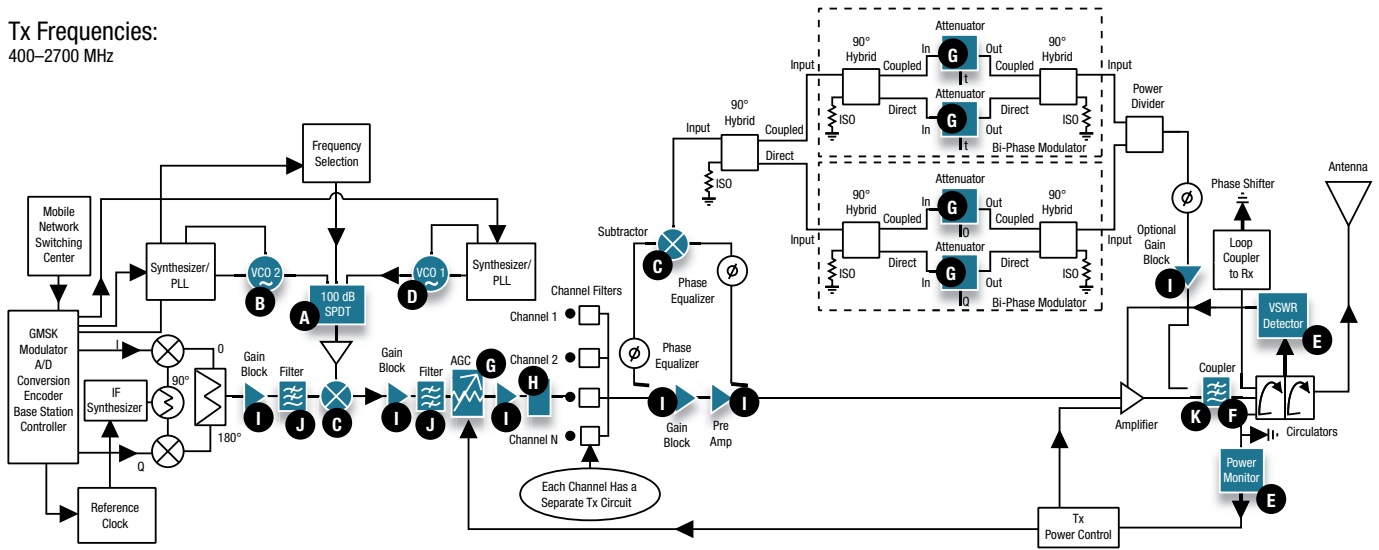 Tx Frequencies:
400–2700 MHz
Frequency
Selection
Mobile
Network
Switching
Center
Synthesizer/
PLL
VCO 2
B
100 dB
SPDT
A
VCO 1
D
Synthesizer/
PLL
GMSK
Modulator
A/D
Conversion
Encoder
Base Station
Controller
I
Q
90°
0
180°
IF
Synthesizer
Reference
Clock
Gain
Block
I
Filter
J
C
Gain
Block
I
Filter
J
AGC
G
I
H
Channel Filters
Channel 1
Channel 2
Channel N
Each Channel Has a
Separate Tx Circuit
Subtractor
C
Phase
Equalizer
Phase
Equalizer
I
Gain
Block
I
Pre
Amp
Input
90°
Hybrid
Coupled
Direct
ISO
Input
90°
Hybrid
Coupled
Direct
ISO
Attenuator
In
G
Out
t
Attenuator
In
G
Out
t
90°
Hybrid
Coupled
Direct
ISO
Input
Bi-Phase Modulator
Input
90°
Hybrid
Coupled
Direct
ISO
Attenuator
In
G
Out
Q
Attenuator
In
G
Out
Q
90°
Hybrid
Coupled
Direct
ISO
Input
Bi-Phase Modulator
Power
Divider
Optional
Gain
Block
I
Phase Shifter
Loop
Coupler
to Rx
Antenna
VSWR
Detector
E
Coupler
K
F
Circulators
Amplifier
Power
Monitor
E
Tx
Power Control